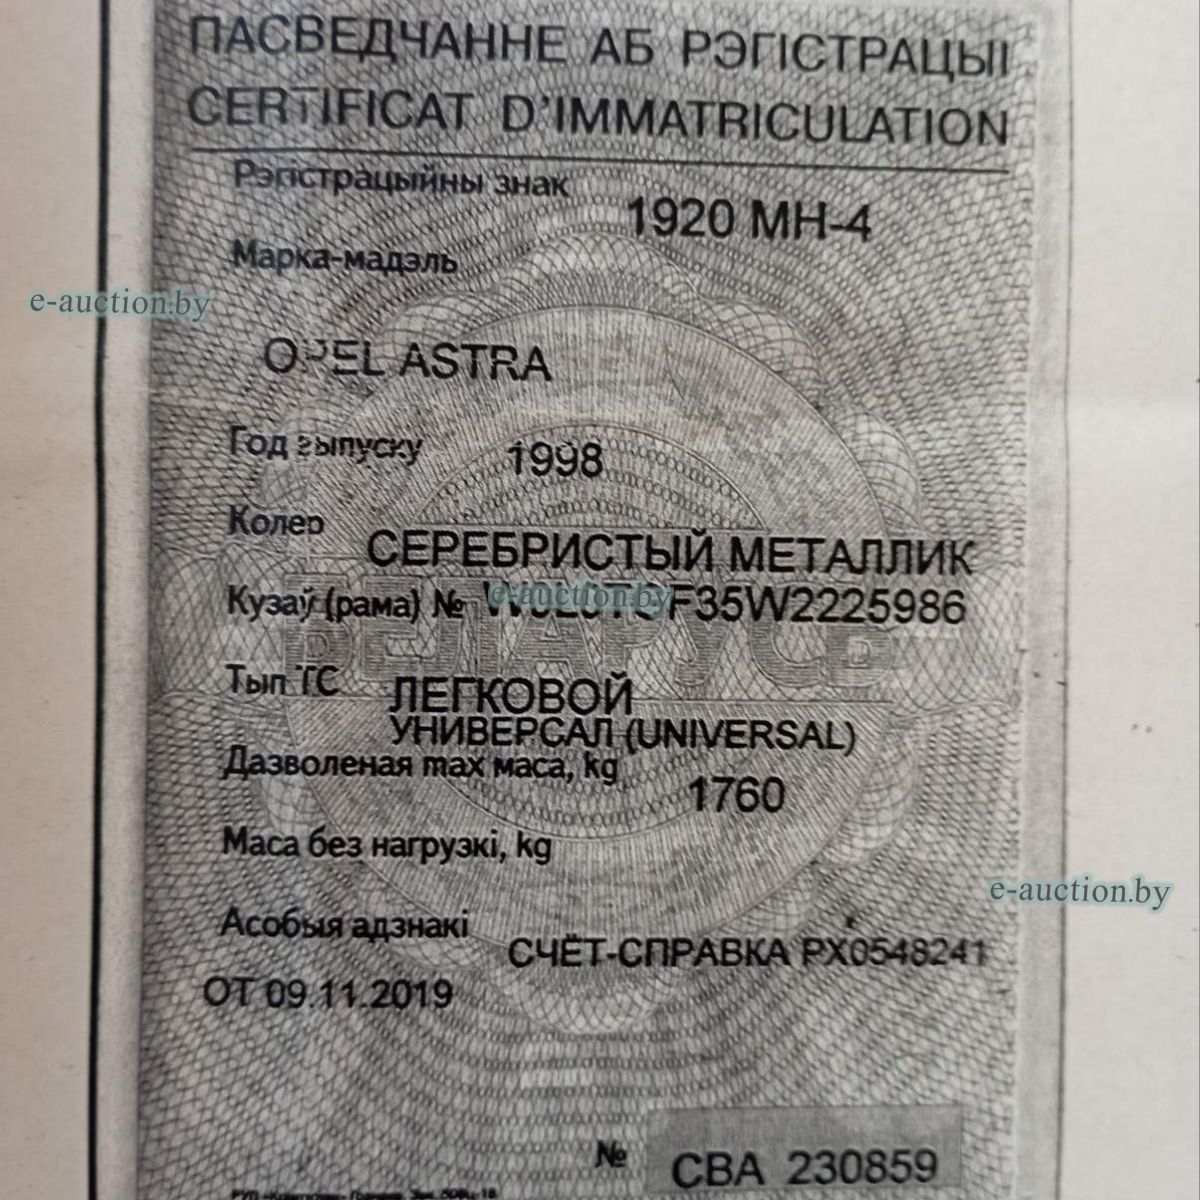 ПАСВЕДЧАННЕ АБ РЭГІСТРАЦЫІ
CERTIFICAT D'IMMATRICULATION
Рэгістрацыйны знак
1920 МН-4
Марка-мадэль
e-auction.by
OPEL ASTRA
Год выпуску 1998
Колер
СЕРЕБРИСТЫЙ МЕТАЛЛИК
e-auction.by
Кузаў (рама) №
Тып ТС ЛЕГКОВОЙ
УНИВЕРСАЛ (UNIVERSAL)
Дазволеная max маса, kg
1760
Маса без нагрузкі, kg
e-auction.by
Асобыя адзнакі
СЧЁТ-СПРАВКА РХ0548241
ОТ 09.11.2019
БЕЛАРУСЬ
№ СВА 230859